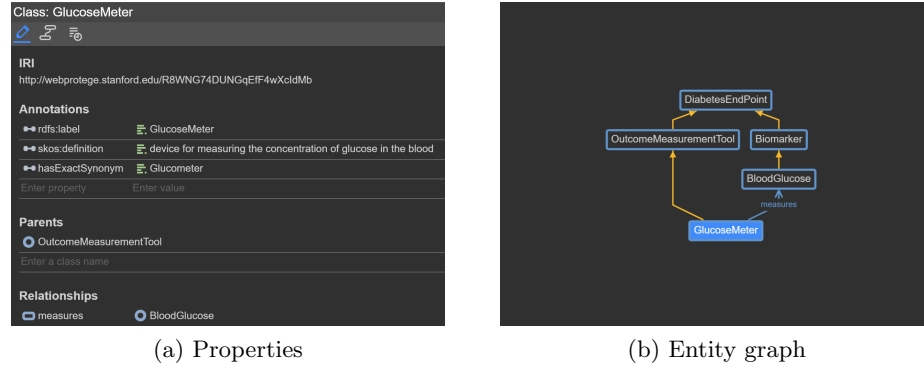 Class: GlucoseMeter
IRI
http://webprotege.stanford.edu/R8WNG74DUNGqEfF4wXcIdMb
Annotations
rdfs:label GlucoseMeter
skos:definition device for measuring the concentration of glucose in the blood
hasExactSynonym Glucometer
Enter property Enter value
Parents
OutcomeMeasurementTool
Enter a class name
Relationships
measures BloodGlucose
(a) Properties
DiabetesEndPoint
OutcomeMeasurementTool Biomarker
BloodGlucose
measures
GlucoseMeter
(b) Entity graph